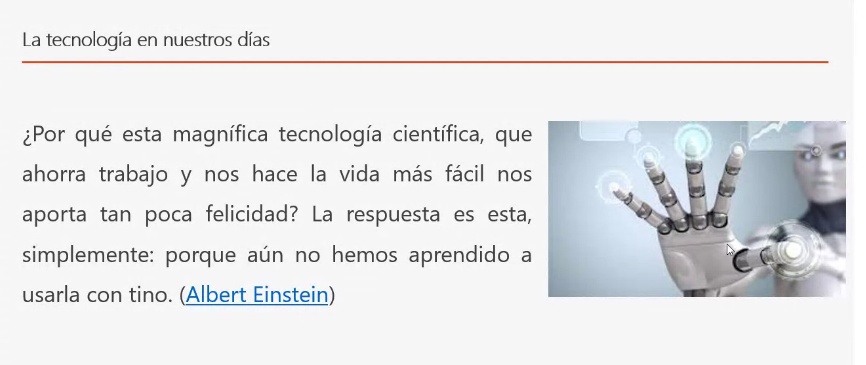 La tecnología en nuestros días
¿Por qué esta magnífica tecnología científica, que
ahorra trabajo y nos hace la vida más fácil nos
aporta tan poca felicidad? La respuesta es esta,
simplemente: porque aún no hemos aprendido a
usarla con tino. (Albert Einstein)